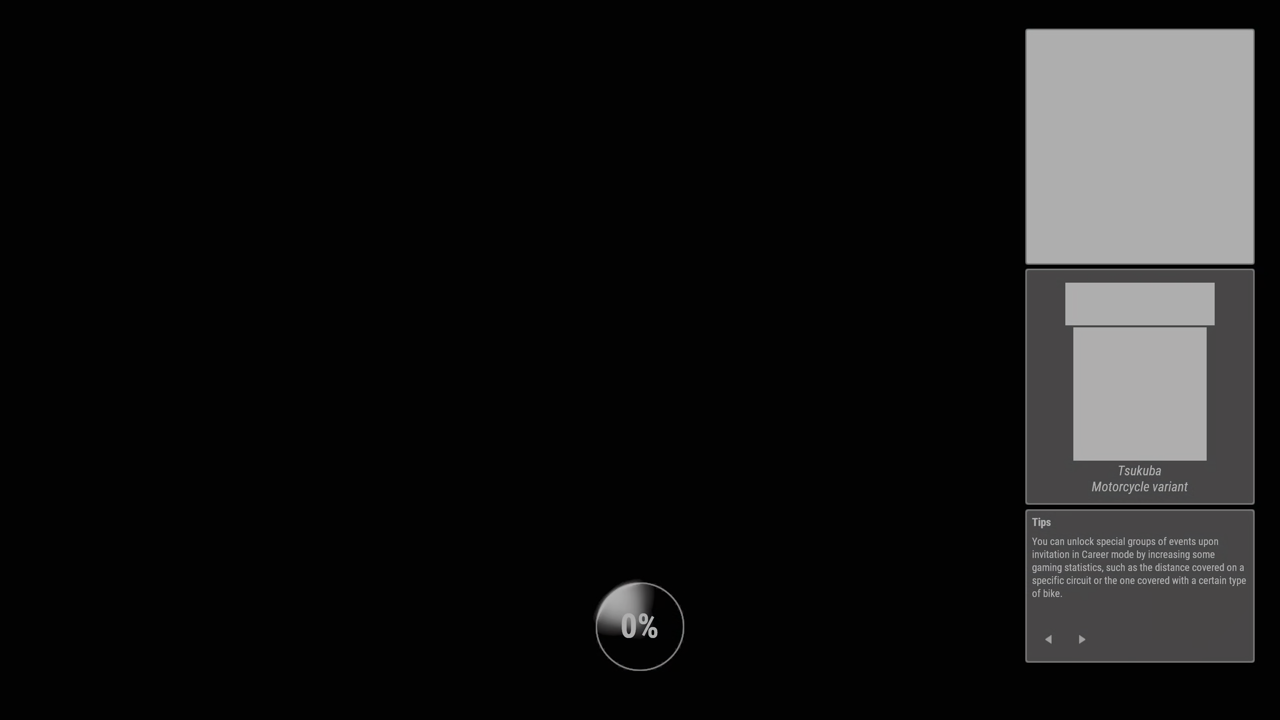 Tsukuba
Motorcycle variant
Tips
You can unlock special groups of events upon
invitation in Career mode by increasing some
gaming statistics, such as the distance covered on a
specific circuit or the one covered with a certain type
of bike.
0%